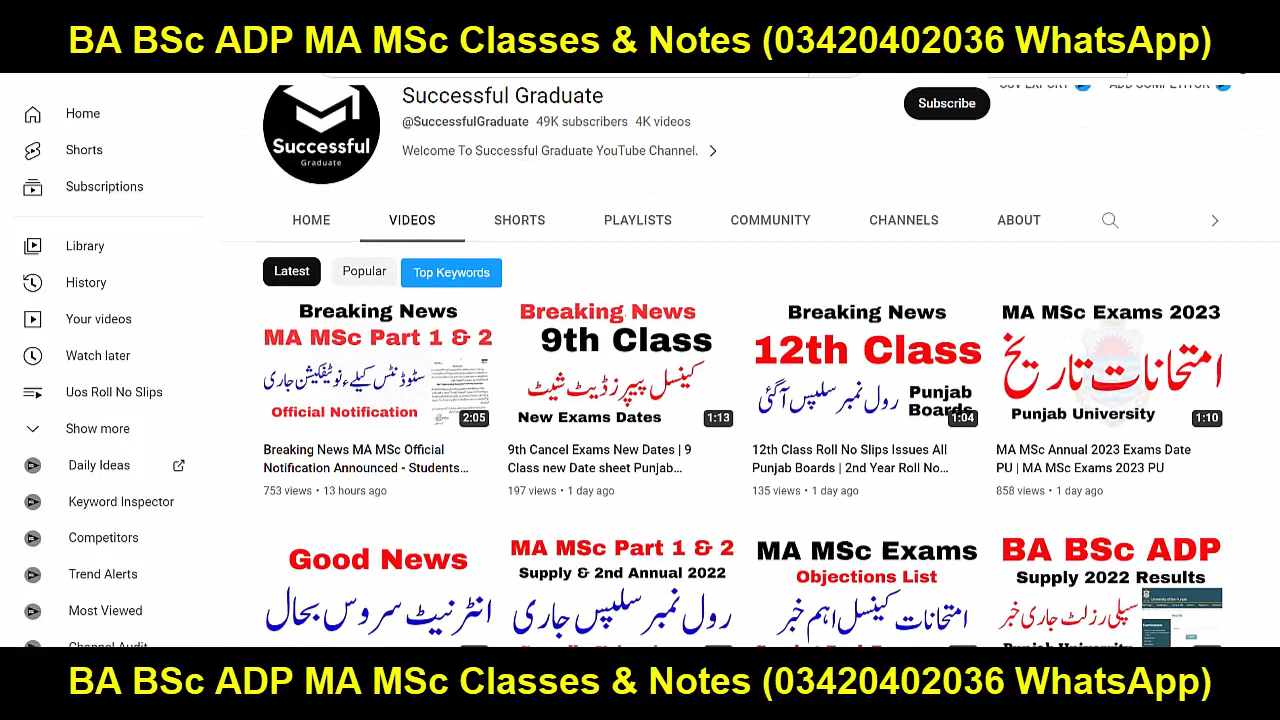 BA BSc ADP MA MSc Classes & Notes (03420402036 WhatsApp)
Home
Shorts
Subscriptions
Library
History
Your videos
Watch later
Uos Roll No Slips
Show more
Daily Ideas
Keyword Inspector
Competitors
Trend Alerts
Most Viewed
Channel Audit
Successful
Graduate
Successful Graduate
@SuccessfulGraduate 49K subscribers 4K videos
Welcome To Successful Graduate YouTube Channel.
CSV EXPORT
ADD COMPETITOR
Subscribe
HOME VIDEOS SHORTS PLAYLISTS COMMUNITY CHANNELS ABOUT
Latest Popular Top Keywords
Breaking News
MA MSc Part 1 & 2
سٹوڈنٹس کیلئے نوٹیفکیشن جاری
Official Notification
2:05
Breaking News MA MSc Official
Notification Announced - Students...
753 views • 13 hours ago
Breaking News
9th Class
کینسل پیپرز ڈیٹ شیٹ
New Exams Dates
1:13
9th Cancel Exams New Dates | 9
Class new Date sheet Punjab...
197 views • 1 day ago
Breaking News
12th Class
رول نمبر سلپس آگئی
Punjab
Boards
1:04
12th Class Roll No Slips Issues All
Punjab Boards | 2nd Year Roll No...
135 views • 1 day ago
MA MSc Exams 2023
امتحانات تاریخ
Punjab University
1:10
MA MSc Annual 2023 Exams Date
PU | MA MSc Exams 2023 PU
858 views • 1 day ago
Good News
انٹرنیٹ سروس بحال
MA MSc Part 1 & 2
Supply & 2nd Annual 2022
رول نمبر سلپس جاری
MA MSc Exams
Objections List
امتحانات کینسل اہم خبر
BA BSc ADP
Supply 2022 Results
سپلی رزلٹ جاری خبر
Punjab University
BA BSc ADP MA MSc Classes & Notes (03420402036 WhatsApp)